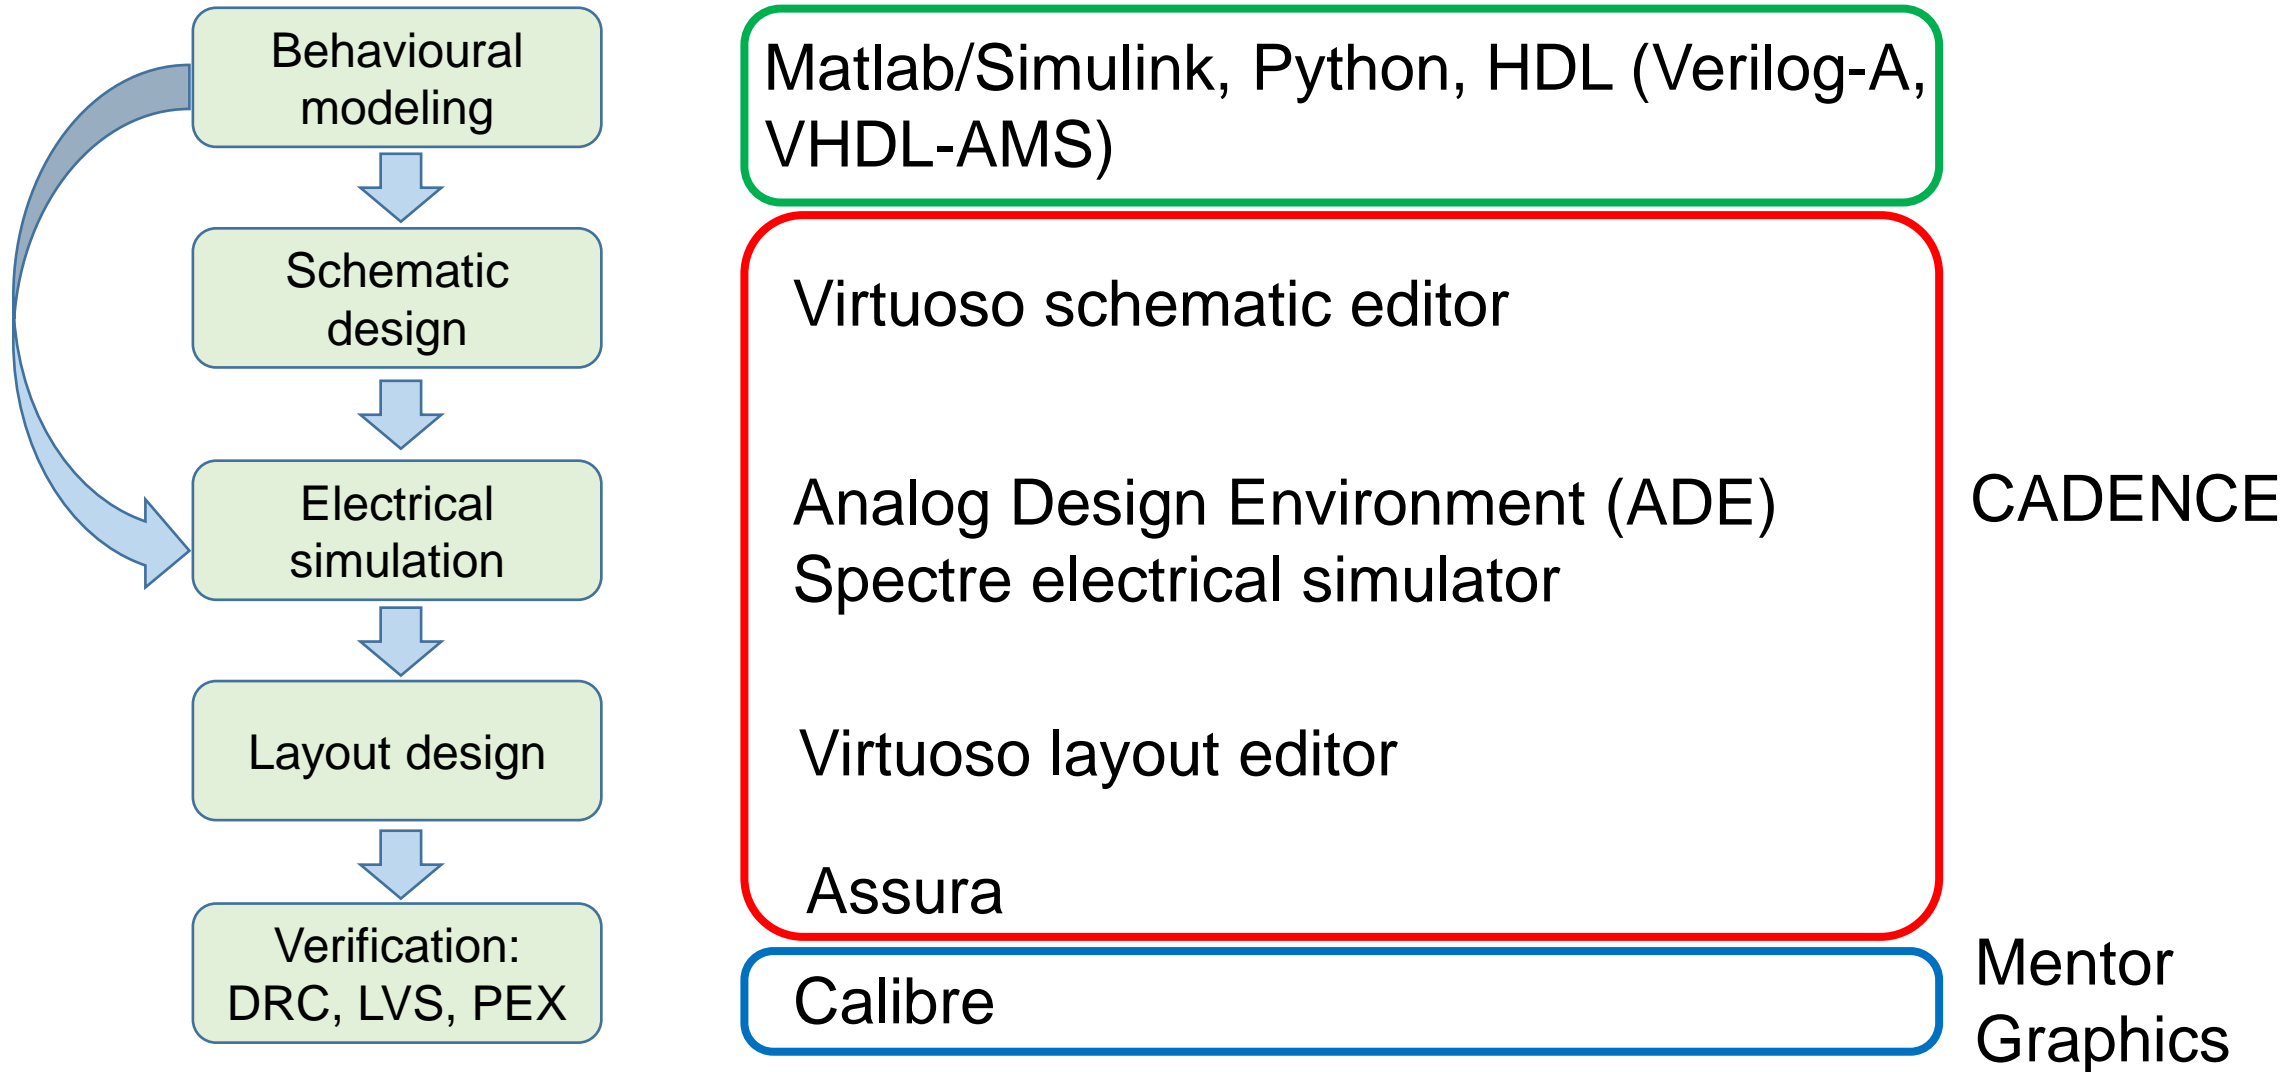 Behavioural
modeling
Matlab/Simulink, Python, HDL (Verilog-A,
VHDL-AMS)
Schematic
design
Virtuoso schematic editor
Electrical
simulation
Analog Design Environment (ADE)
Spectre electrical simulator
CADENCE
Layout design
Virtuoso layout editor
Verification:
DRC, LVS, PEX
Assura
Calibre
Mentor
Graphics